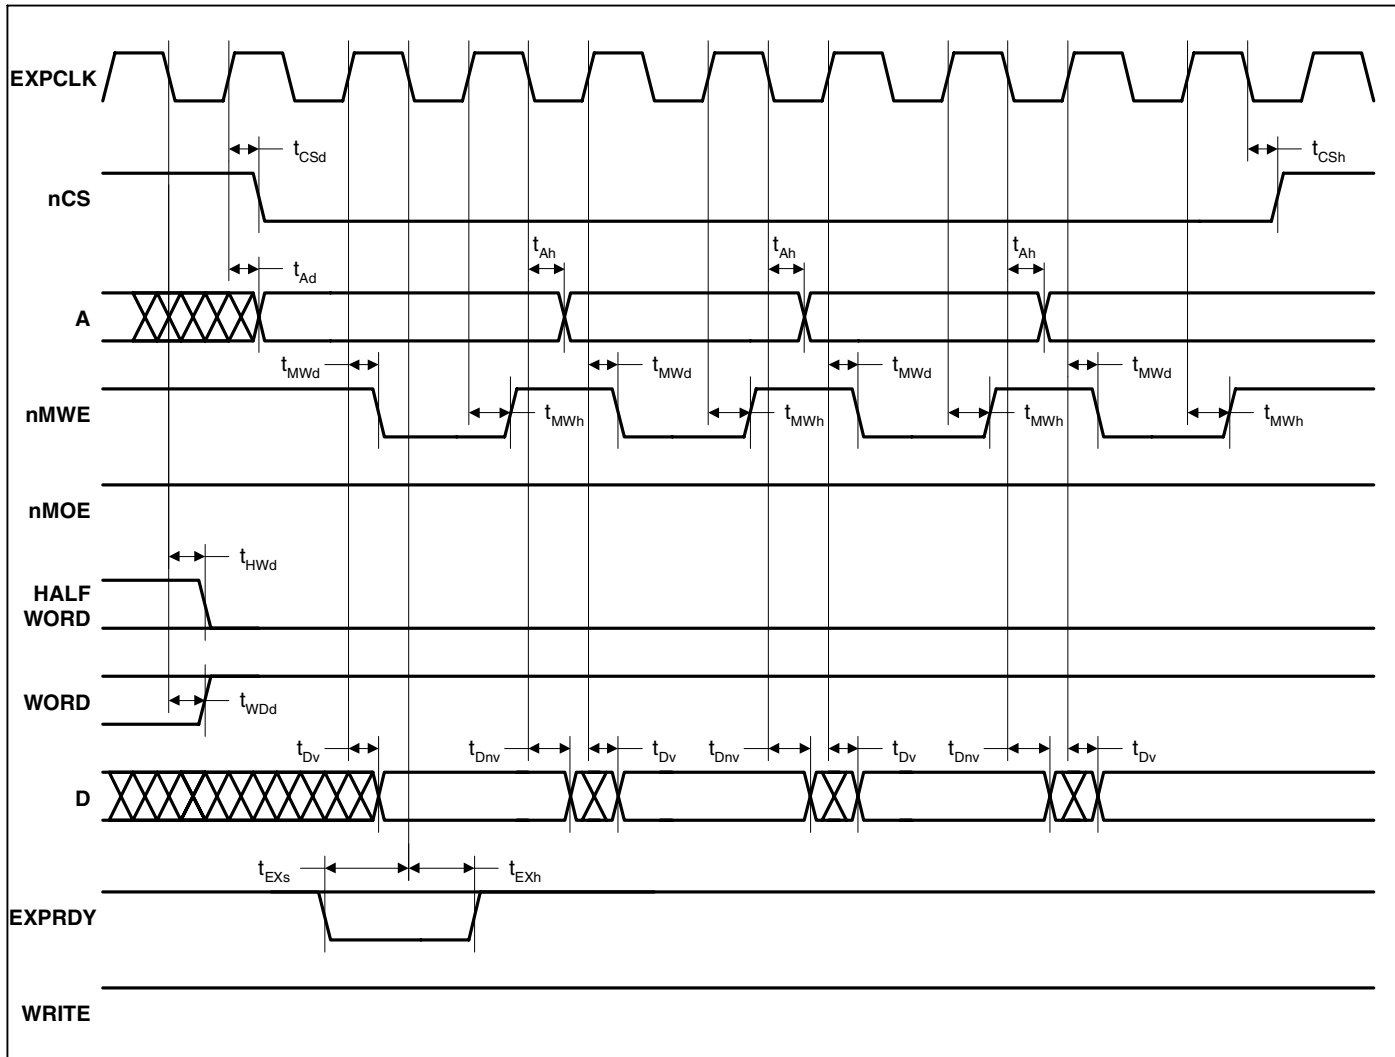 EXPCLK
tCSd
tCSh
nCS
tAh tAh tAh
tAd
A
tMWd tMWd tMWd tMWd
nMWE
tMWh tMWh tMWh tMWh
nMOE
tHWd
HALF
WORD
WORD
tWDd
tDv tDnv tDv tDnv tDv tDnv tDv
D
tEXs tEXh
EXPRDY
WRITE